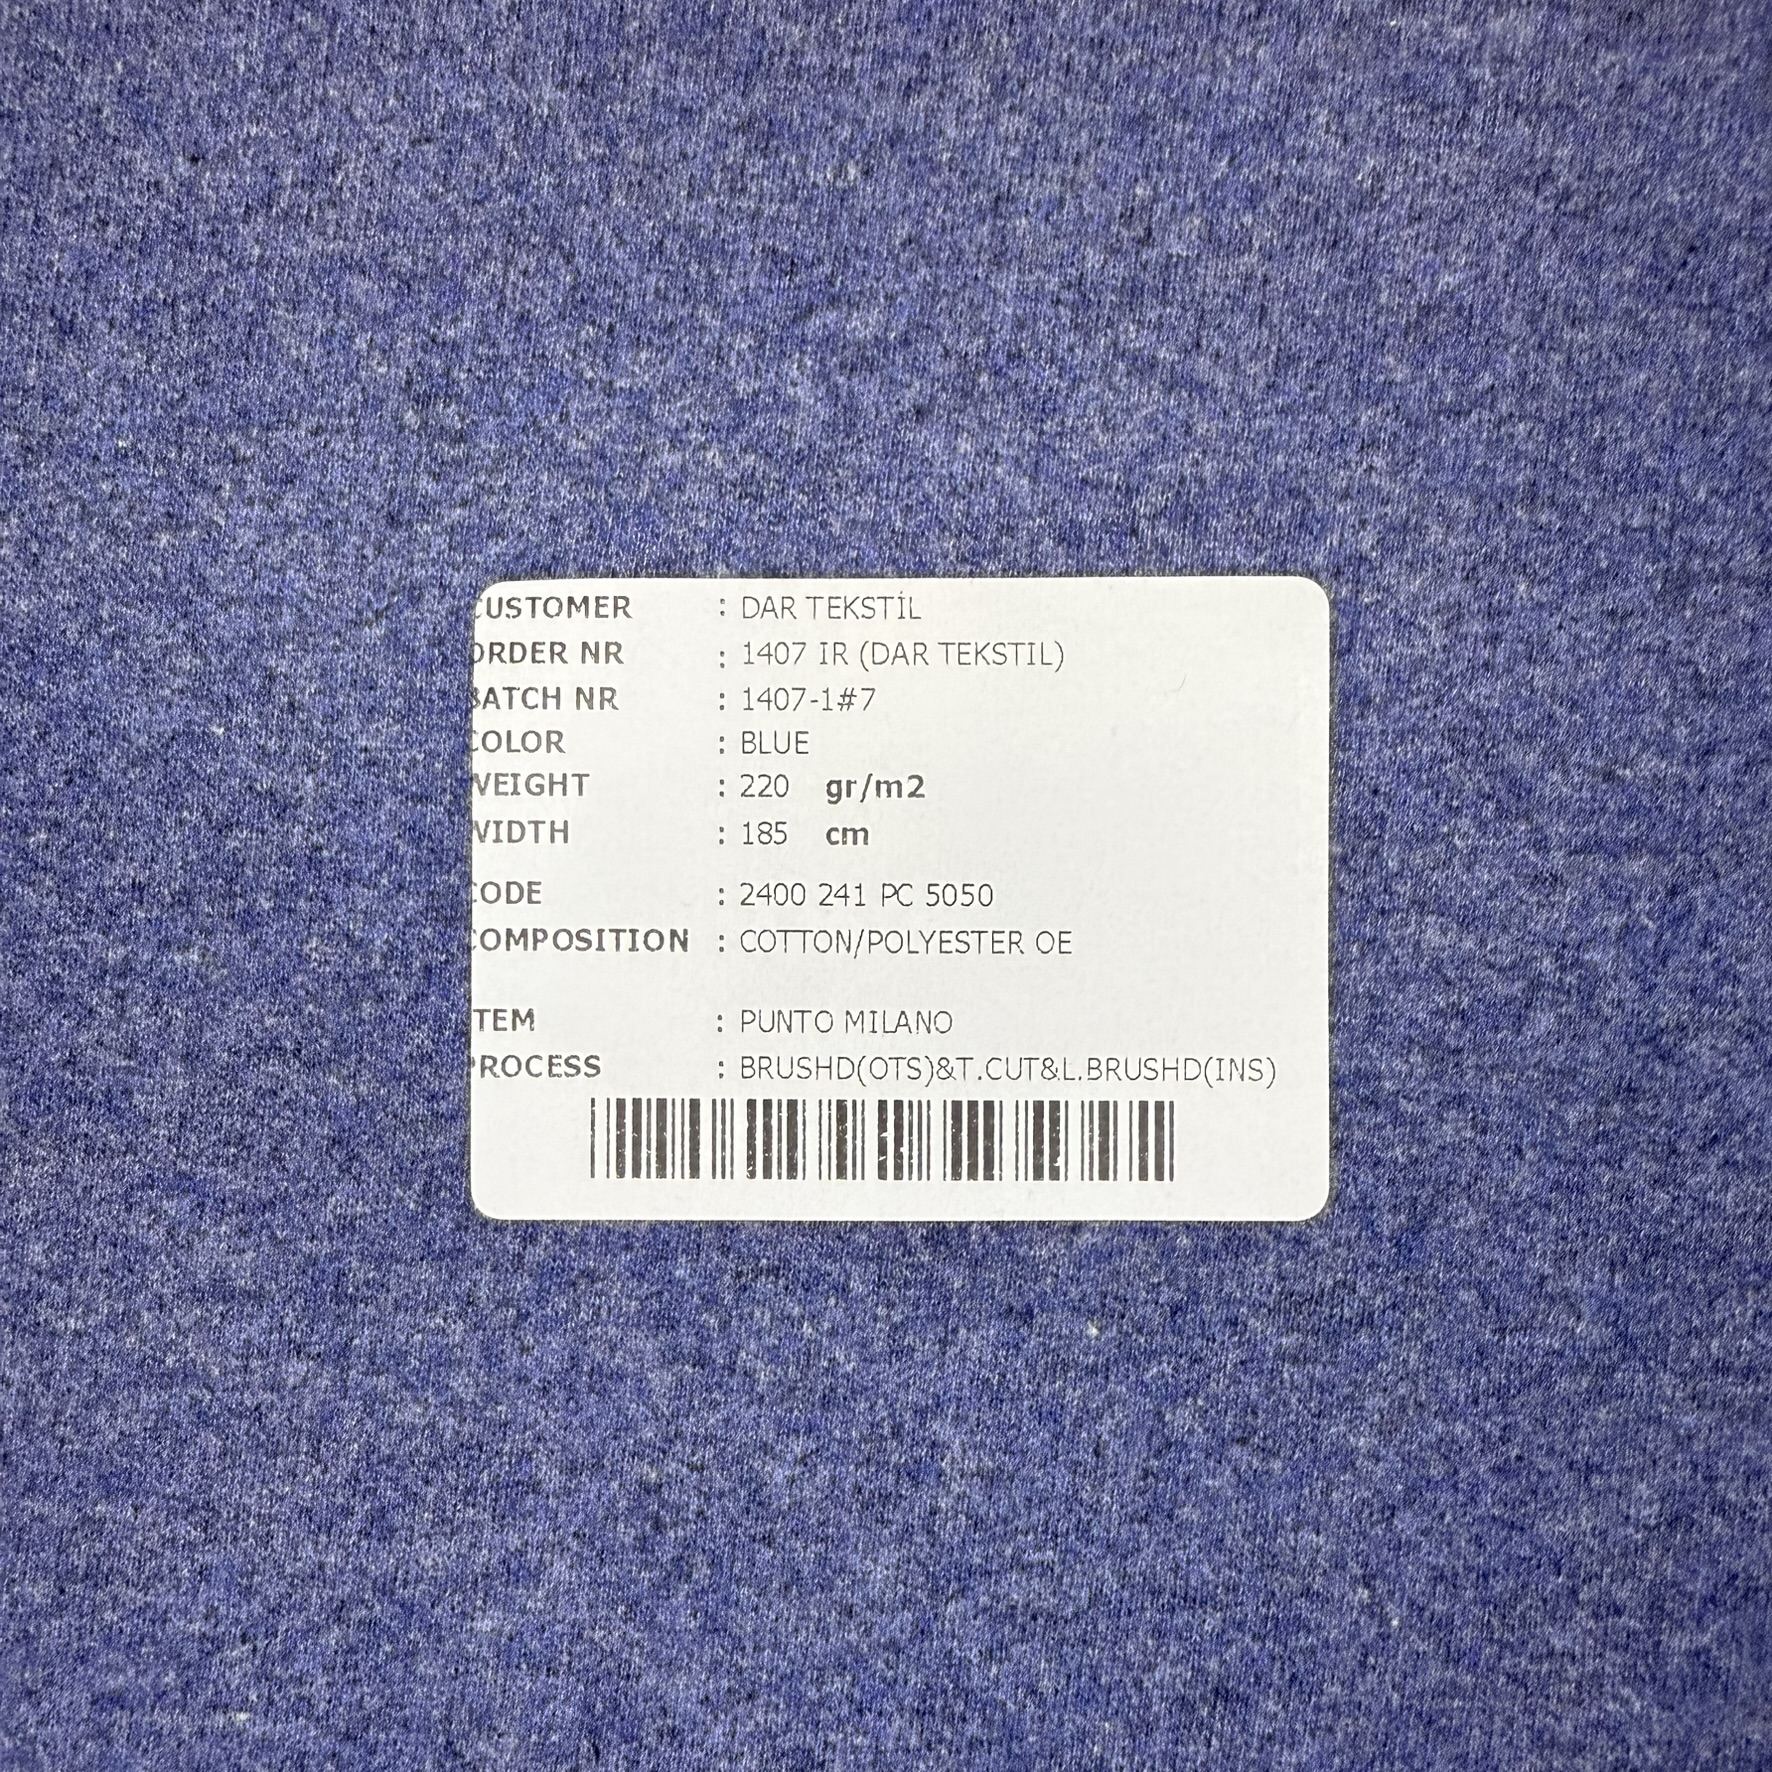 CUSTOMER : DAR TEKSTİL
ORDER NR : 1407 IR (DAR TEKSTIL)
BATCH NR : 1407-1#7
COLOR : BLUE
WEIGHT : 220 gr/m2
WIDTH : 185 cm
CODE : 2400 241 PC 5050
COMPOSITION : COTTON/POLYESTER OE
ITEM : PUNTO MILANO
PROCESS : BRUSHD(OTS)&T.CUT&L.BRUSHD(INS)